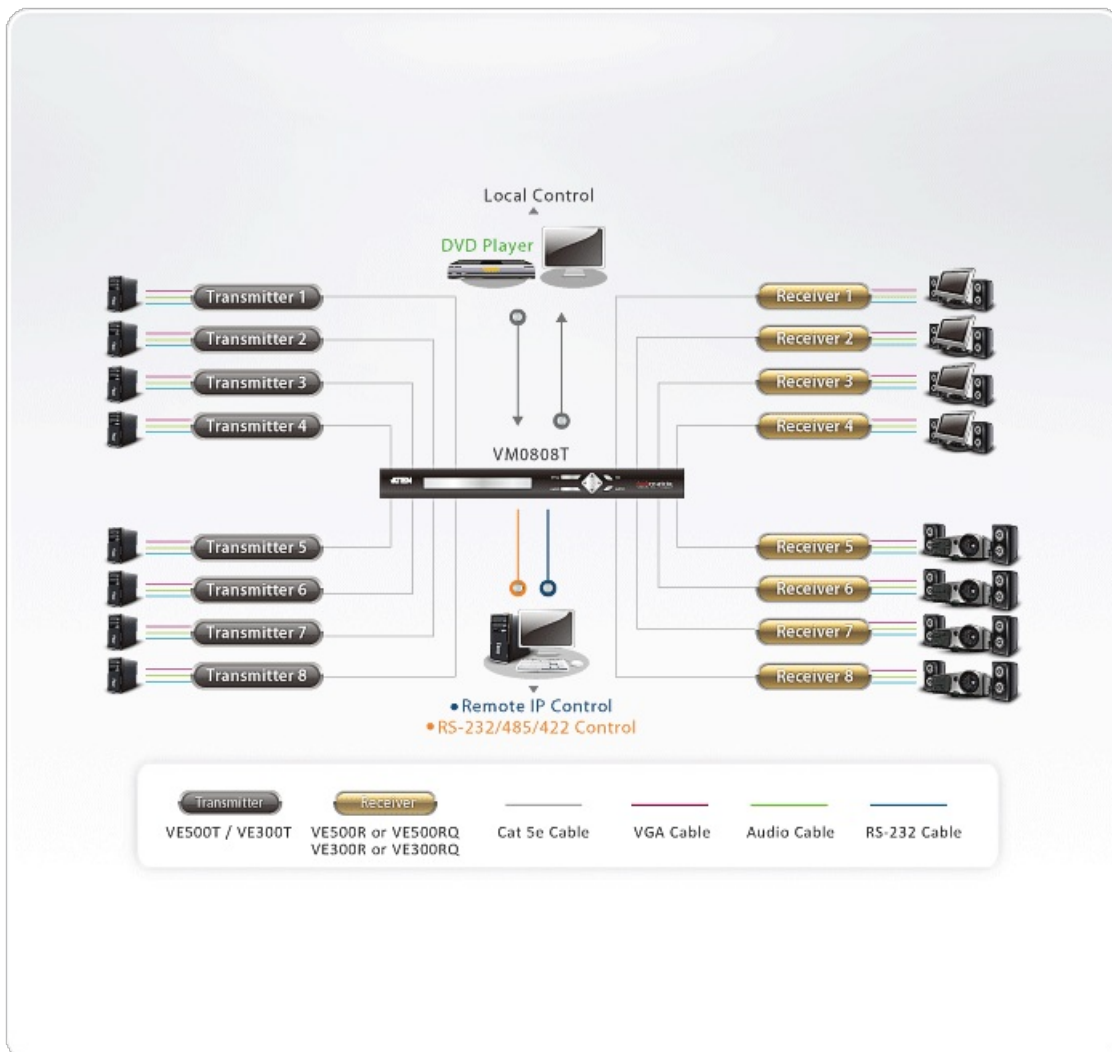 Local Control
DVD Player
Transmitter 1
Transmitter 2
Transmitter 3
Transmitter 4
Receiver 1
Receiver 2
Receiver 3
Receiver 4
VM0808T
ATEN
Transmitter 5
Transmitter 6
Transmitter 7
Transmitter 8
Receiver 5
Receiver 6
Receiver 7
Receiver 8
• Remote IP Control
• RS-232/485/422 Control
Transmitter
VE500T / VE300T
Receiver
VE500R or VE500RQ
VE300R or VE300RQ
Cat 5e Cable
VGA Cable
Audio Cable
RS-232 Cable